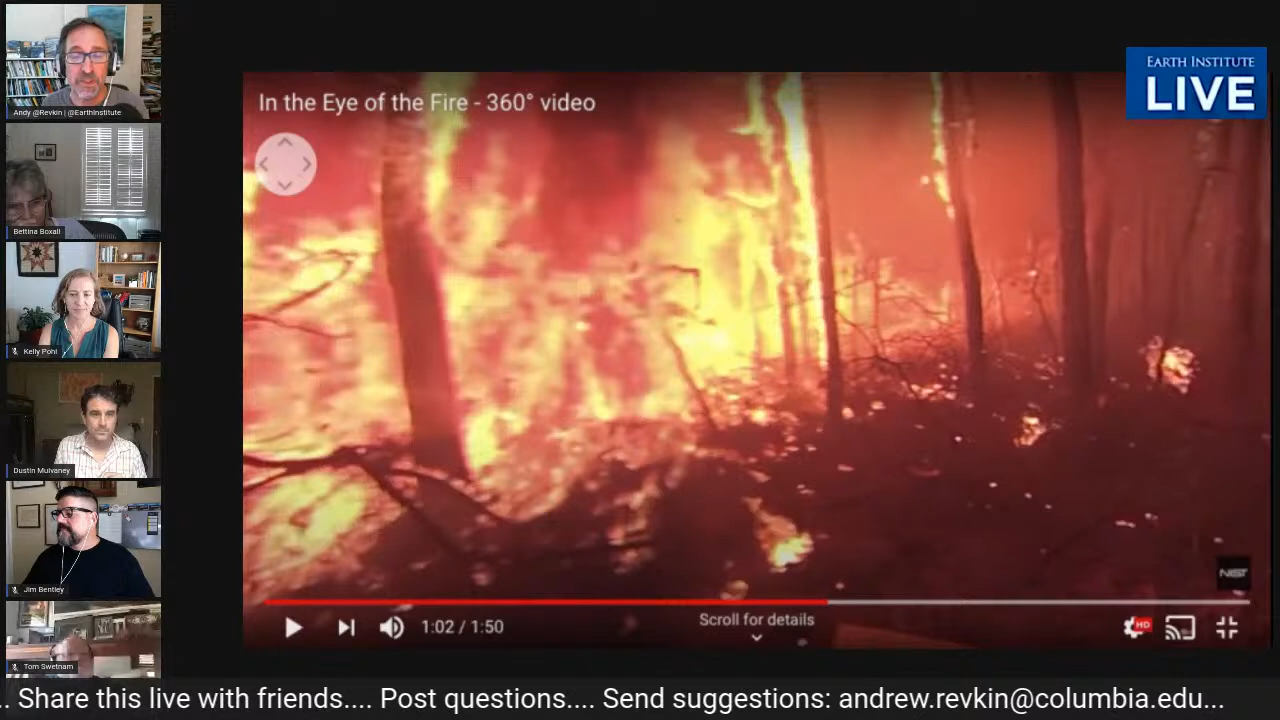 Andy @Revkin | @EarthInstitute
Bettina Boxall
Kelly Pohl
Dustin Mulvaney
Jim Bentley
Tom Swetnam
EARTH INSTITUTE
LIVE
In the Eye of the Fire - 360° video
NIST
1:02 / 1:50
Scroll for details
HD
.. Share this live with friends.... Post questions.... Send suggestions: andrew.revkin@columbia.edu...